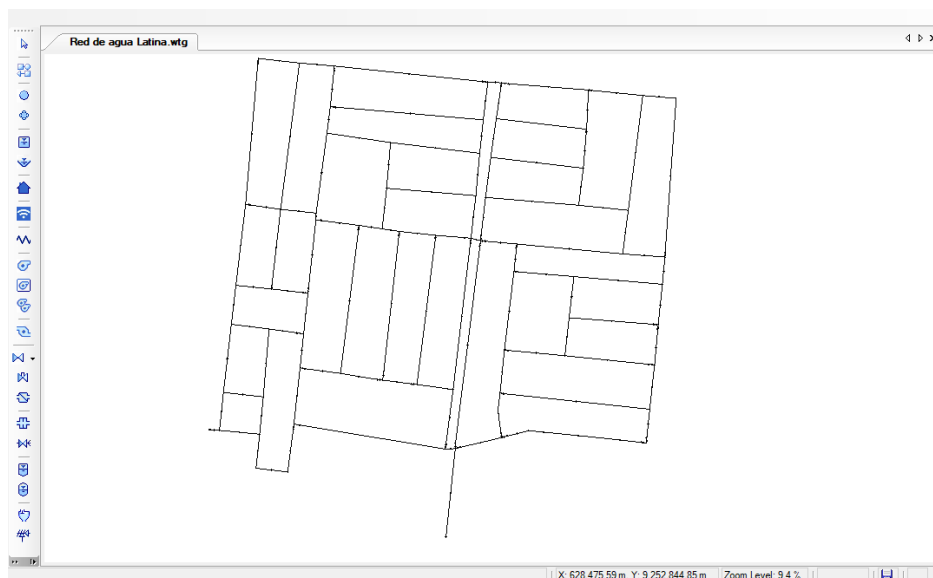 Red de agua Latina.wtg
X: 628,475.59 m, Y: 9,252,844.85 m Zoom Level: 9.4 %